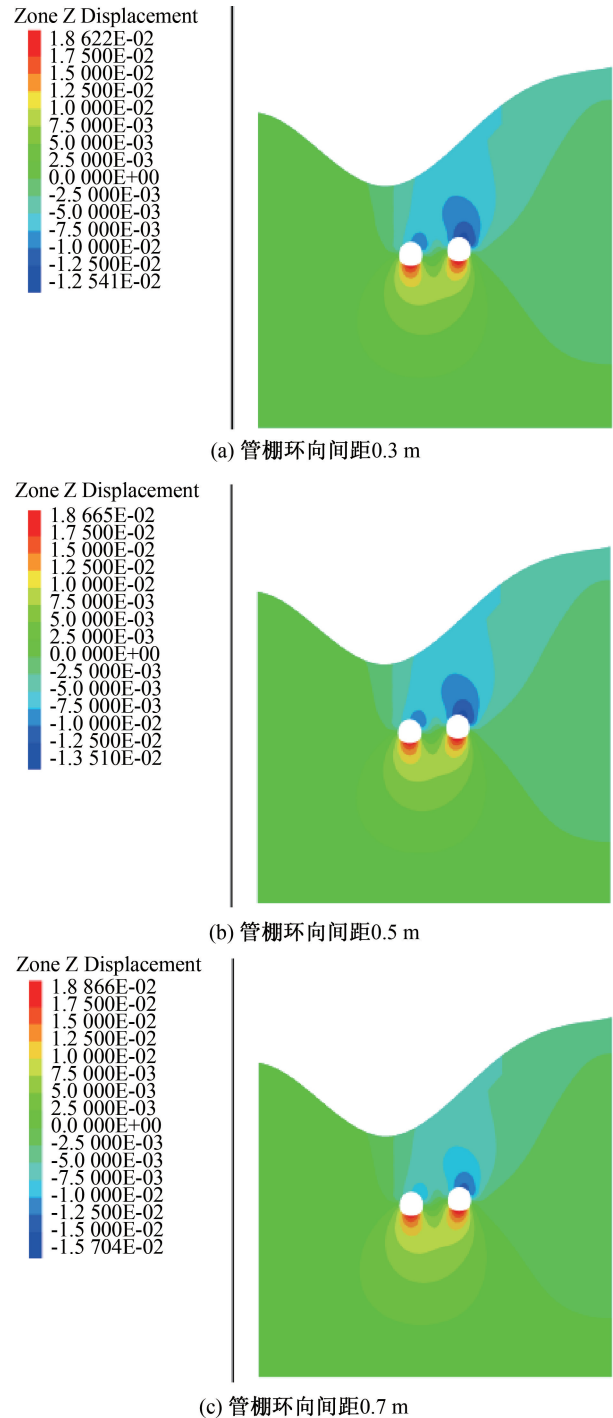 Zone Z Displacement
1.8 622E-02
1.7 500E-02
1.5 000E-02
1.2 500E-02
1.0 000E-02
7.5 000E-03
5.0 000E-03
2.5 000E-03
0.0 000E+00
-2.5 000E-03
-5.0 000E-03
-7.5 000E-03
-1.0 000E-02
-1.2 500E-02
-1.2 541E-02
(a) 管棚环向间距0.3 m
Zone Z Displacement
1.8 665E-02
1.7 500E-02
1.5 000E-02
1.2 500E-02
1.0 000E-02
7.5 000E-03
5.0 000E-03
2.5 000E-03
0.0 000E+00
-2.5 000E-03
-5.0 000E-03
-7.5 000E-03
-1.0 000E-02
-1.2 500E-02
-1.3 510E-02
(b) 管棚环向间距0.5 m
Zone Z Displacement
1.8 866E-02
1.7 500E-02
1.5 000E-02
1.2 500E-02
1.0 000E-02
7.5 000E-03
5.0 000E-03
2.5 000E-03
0.0 000E+00
-2.5 000E-03
-5.0 000E-03
-7.5 000E-03
-1.0 000E-02
-1.2 500E-02
-1.5 000E-02
-1.5 704E-02
(c) 管棚环向间距0.7 m